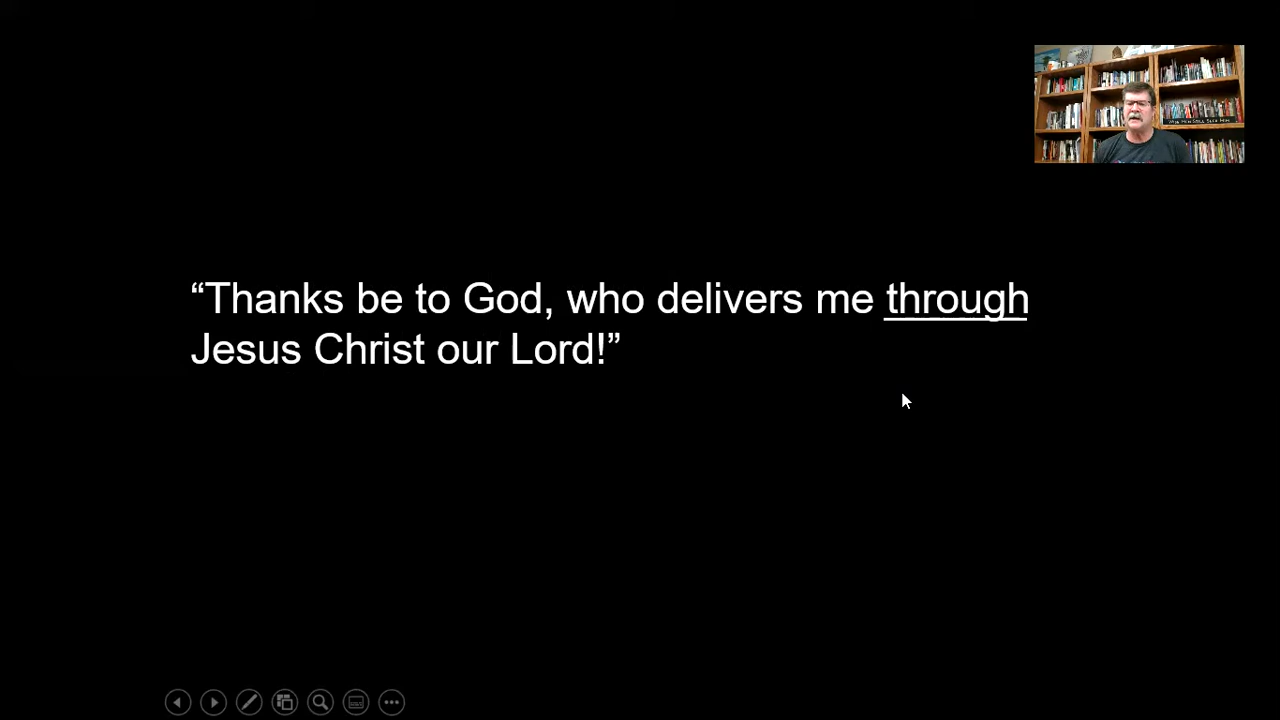 “Thanks be to God, who delivers me through
Jesus Christ our Lord!”